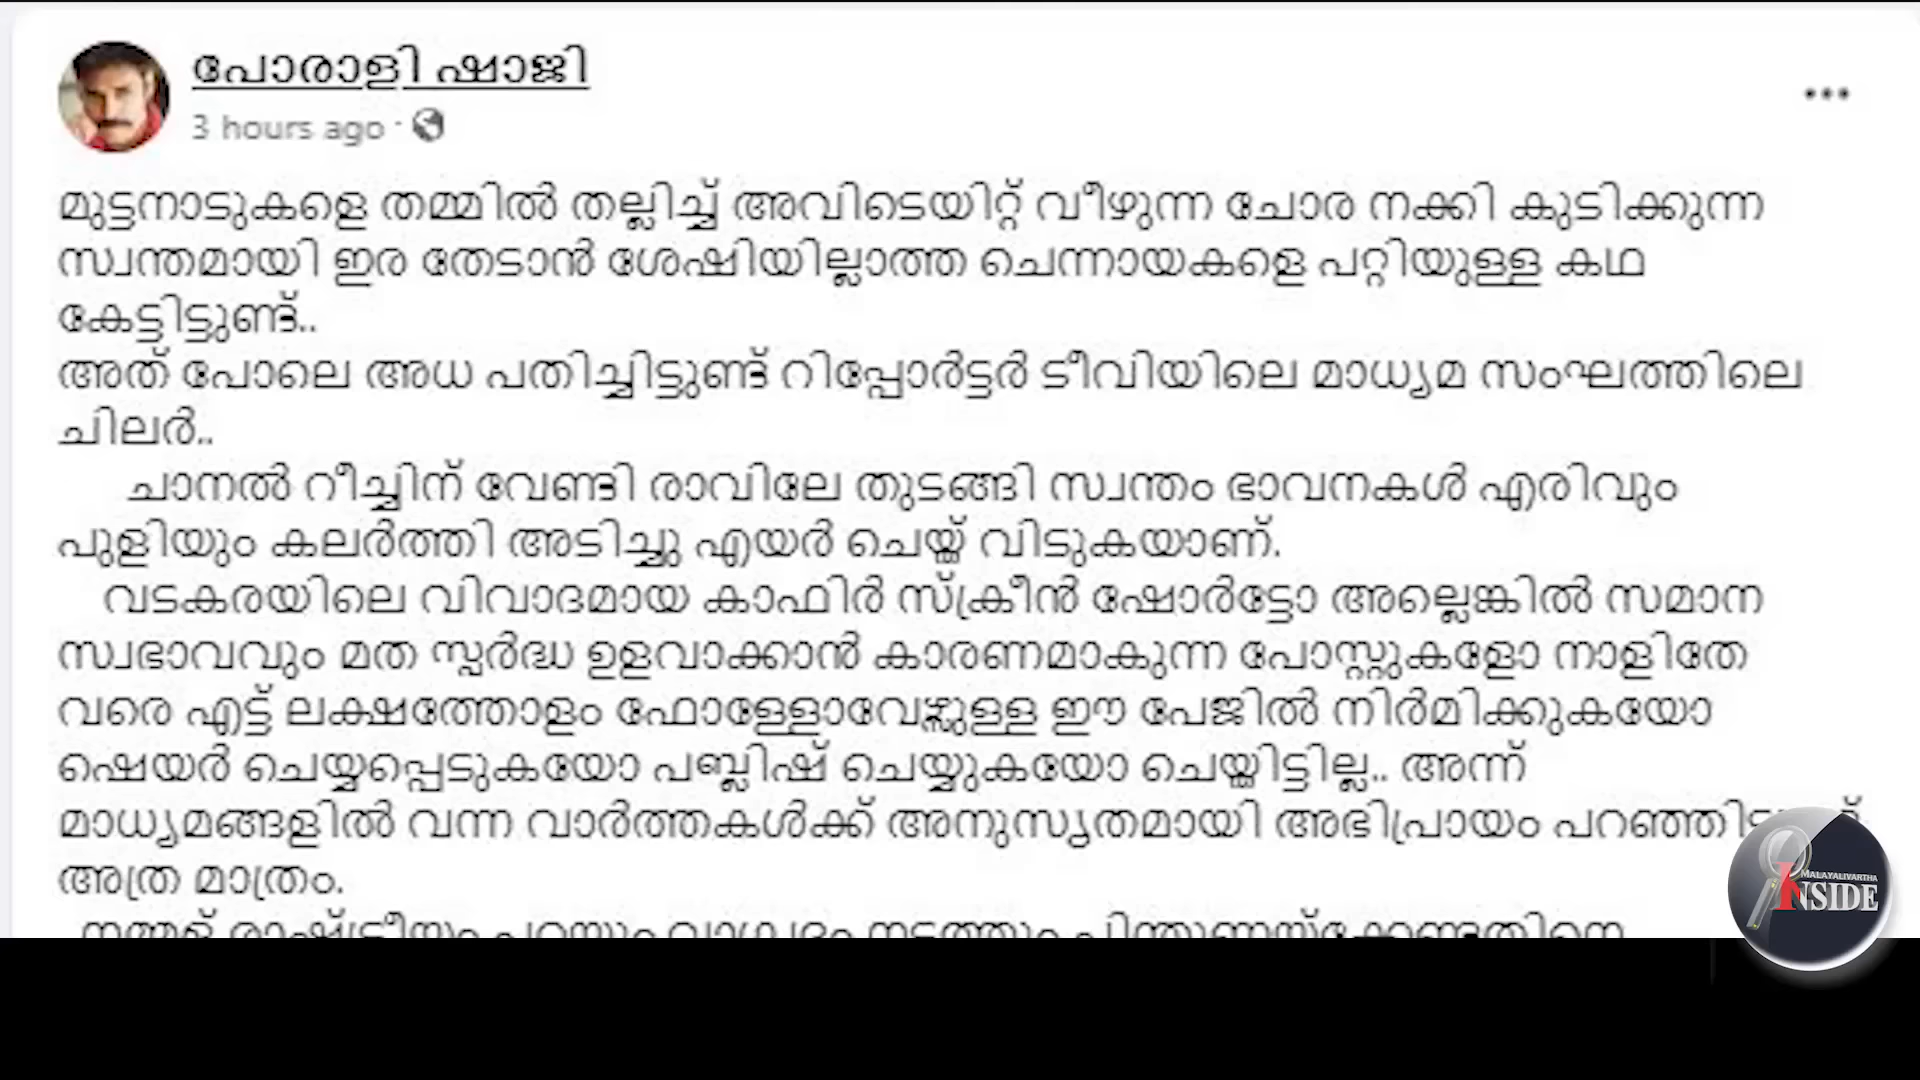 പോരാളി ഷാജി
3 hours ago ·
മുട്ടനാടുകളെ തമ്മിൽ തല്ലിച്ച് അവിടെയിറ്റ് വീഴുന്ന ചോര നക്കി കുടിക്കുന്ന
സ്വന്തമായി ഇര തേടാൻ ശേഷിയില്ലാത്ത ചെന്നായകളെ പറ്റിയുള്ള കഥ
കേട്ടിട്ടുണ്ട്..
അത് പോലെ അധ പതിച്ചിട്ടുണ്ട് റിപ്പോർട്ടർ ടീവിയിലെ മാധ്യമ സംഘത്തിലെ
ചിലർ..
ചാനൽ റീച്ചിന് വേണ്ടി രാവിലേ തുടങ്ങി സ്വന്തം ഭാവനകൾ എരിവും
പുളിയും കലർത്തി അടിച്ചു എയർ ചെയ്ത് വിടുകയാണ്.
വടകരയിലെ വിവാദമായ കാഫിർ സ്ക്രീൻ ഷോർട്ടോ അല്ലെങ്കിൽ സമാന
സ്വഭാവവും മത സ്പർദ്ധ ഉളവാക്കാൻ കാരണമാകുന്ന പോസ്റ്റുകളോ നാളിതേ
വരെ എട്ട് ലക്ഷത്തോളം ഫോള്ളോവേഴ്സുള്ള ഈ പേജിൽ നിർമിക്കുകയോ
ഷെയർ ചെയ്യപ്പെടുകയോ പബ്ലിഷ് ചെയ്യുകയോ ചെയ്തിട്ടില്ല.. അന്ന്
മാധ്യമങ്ങളിൽ വന്ന വാർത്തകൾക്ക് അനുസൃതമായി അഭിപ്രായം
അത്ര മാത്രം.
MALAYALIVARTHA
INSIDE